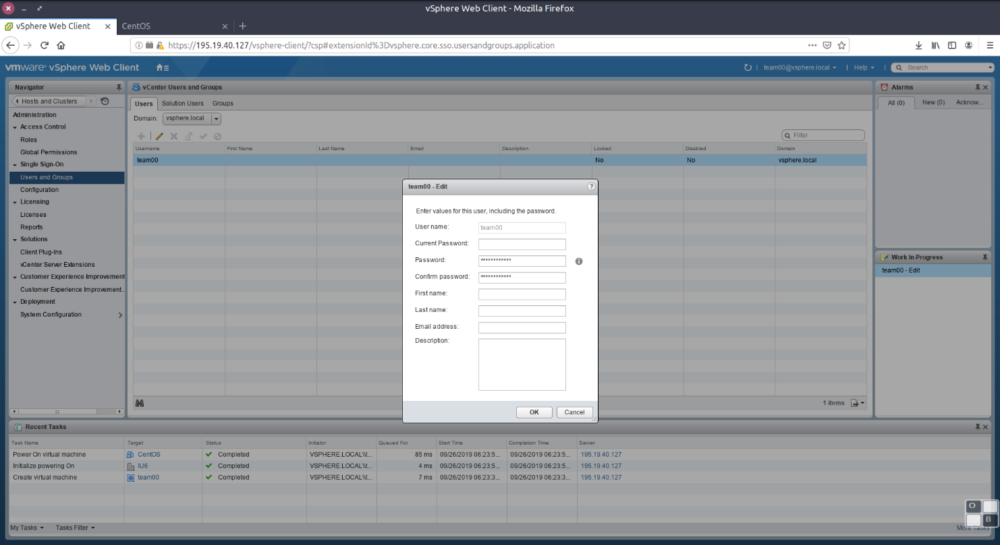 vSphere Web Client - Mozilla Firefox
vSphere Web Client
CentOS
https://195.19.40.127/vsphere-client/?csp#extensionId%3Dvsphere.core.sso.usersandgroups.application
vmware® vSphere Web Client
team00@vsphere.local
Help
Search
Navigator
Hosts and Clusters
Administration
Access Control
Roles
Global Permissions
Single Sign-On
Users and Groups
Configuration
Licensing
Licenses
Reports
Solutions
Client Plug-Ins
vCenter Server Extensions
Customer Experience Improvement
Customer Experience Improvement...
Deployment
System Configuration
vCenter Users and Groups
Users Solution Users Groups
Domain: vsphere.local
Filter
Username First Name Last Name Email Description Locked Disabled Domain
team00 No No vsphere.local
1 items
team00 - Edit
Enter values for this user, including the password.
User name: team00
Current Password:
Password: ************
Confirm password: ************
First name:
Last name:
Email address:
Description:
OK Cancel
Alarms
All (0) New (0) Acknow...
Work In Progress
team00 - Edit
Recent Tasks
Task Name Target Status Initiator Queued For Start Time Completion Time Server
Power On virtual machine CentOS Completed VSPHERE.LOCAL\\t... 85 ms 09/26/2019 06:23:5... 09/26/2019 06:23:5... 195.19.40.127
Initialize powering On IU6 Completed VSPHERE.LOCAL\\t... 4 ms 09/26/2019 06:23:5... 09/26/2019 06:23:5... 195.19.40.127
Create virtual machine team00 Completed VSPHERE.LOCAL\\t... 7 ms 09/26/2019 06:23:3... 09/26/2019 06:23:3... 195.19.40.127
My Tasks Tasks Filter More Tasks
O
B